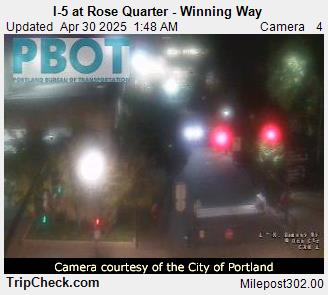 I-5 at Rose Quarter - Winning Way
Updated Apr 30 2025 1:48 AM Camera 4
PBOT
PORTLAND BUREAU OF TRANSPORTATION
Camera courtesy of the City of Portland
TripCheck.com Milepost302.00